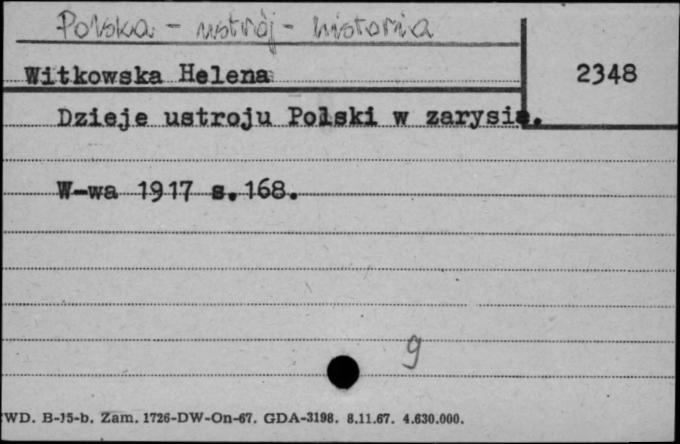 Polska - ustrój - historia
Witkowska Helena
2348
Dzieje ustroju Polski w zarysie.
W-wa 1917 s. 168.
9
WD. B-15-b. Zam. 1726-DW-On-67. GDA-3198. 8.11.67. 4.630.000.